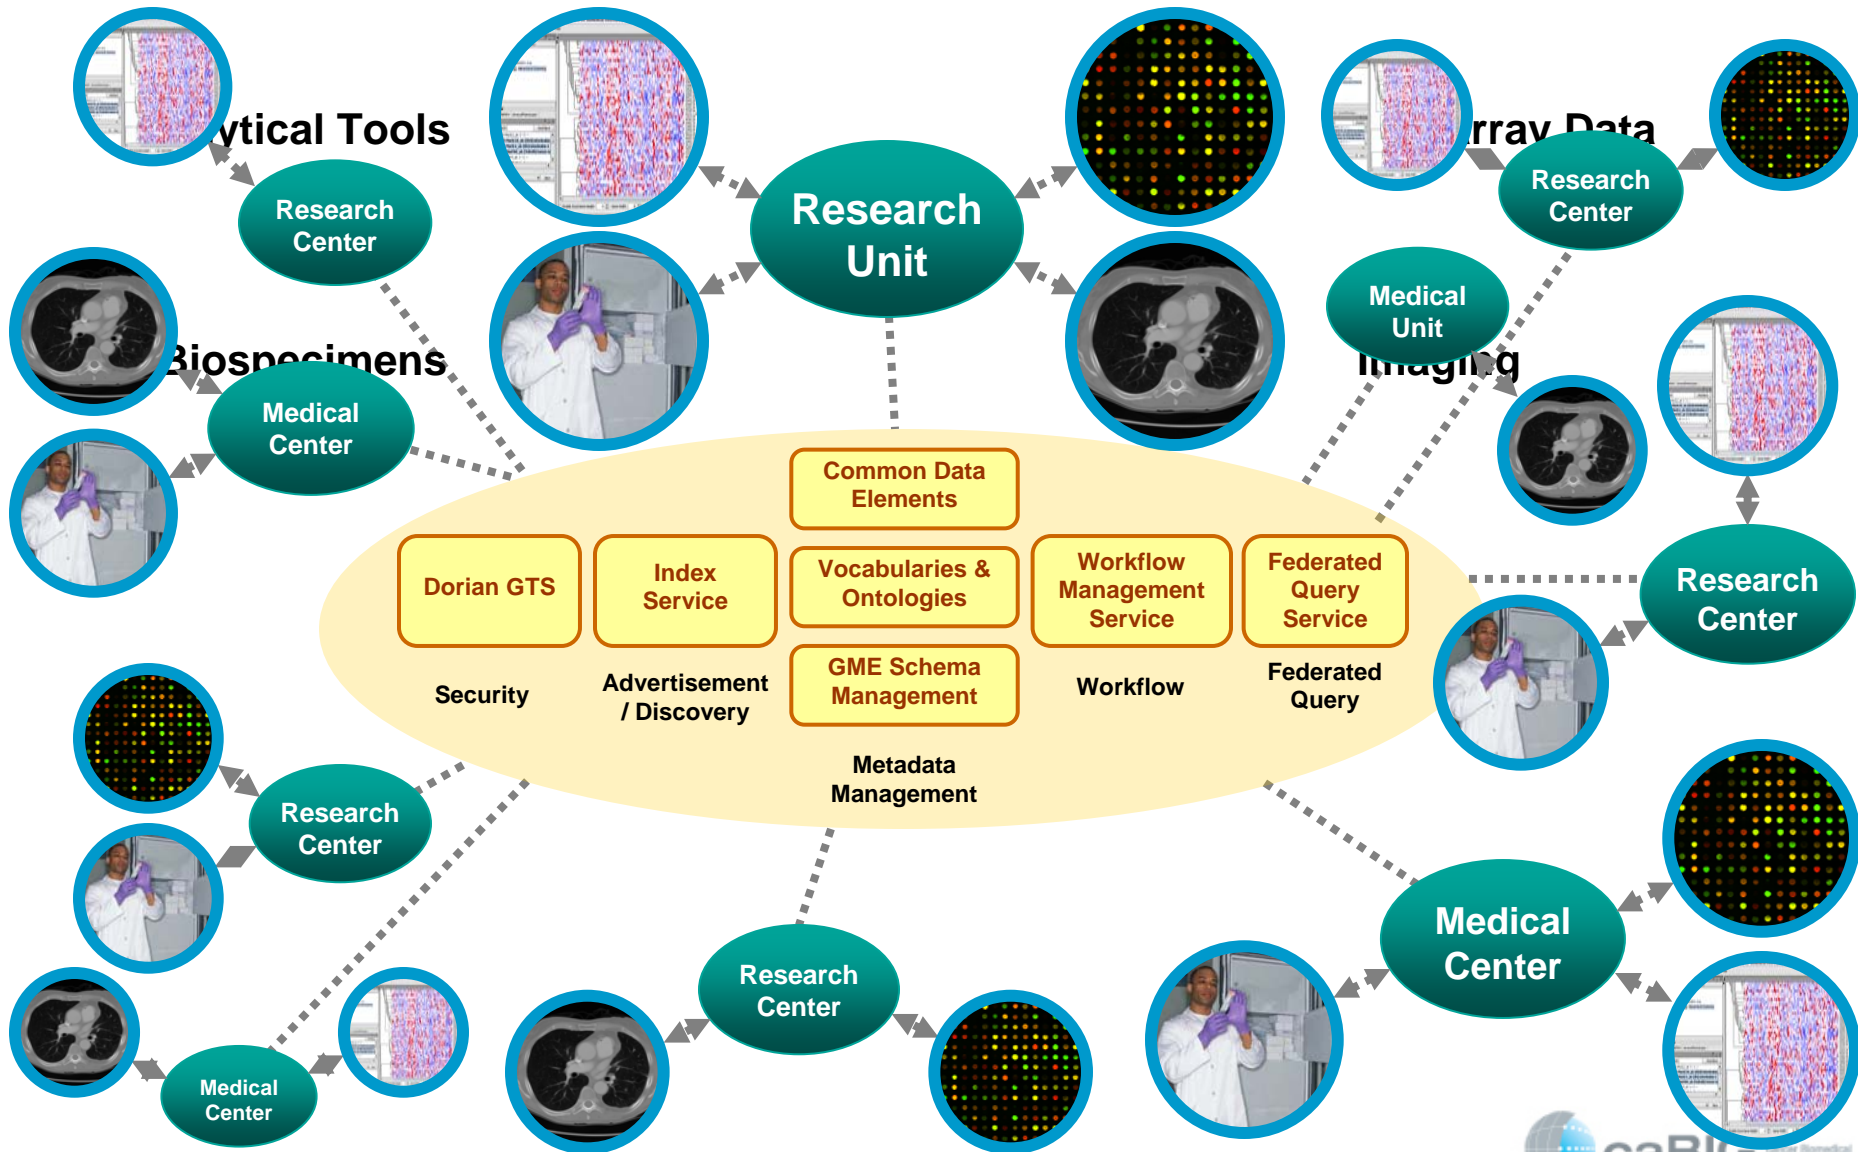 ytical Tools
rray Data
Research
Center
Research
Unit
Research
Center
Medical
Unit
Biospecimens
Imaging
Medical
Center
Common Data
Elements
Dorian GTS
Index
Service
Vocabularies &
Ontologies
Workflow
Management
Service
Federated
Query
Service
Research
Center
GME Schema
Management
Security
Advertisement
/ Discovery
Workflow
Federated
Query
Metadata
Management
Research
Center
Medical
Center
Research
Center
Medical
Center
caBIG